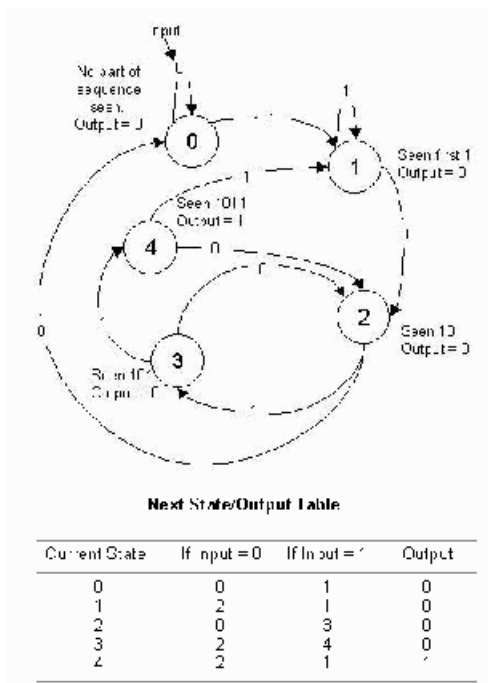 Input
No part of
sequence
seen.
Output = 0
0
1
1
Seen first 1
Output = 0
1
Seen 1011
Output = 1
4
0
2
Seen 10
Output = 0
0
3
Output = 0
Next State/Output Table
Current State If Input = 0 If Input = 1 Output
0 0 1 0
1 2 1 0
2 0 3 0
3 2 4 0
4 2 1 1